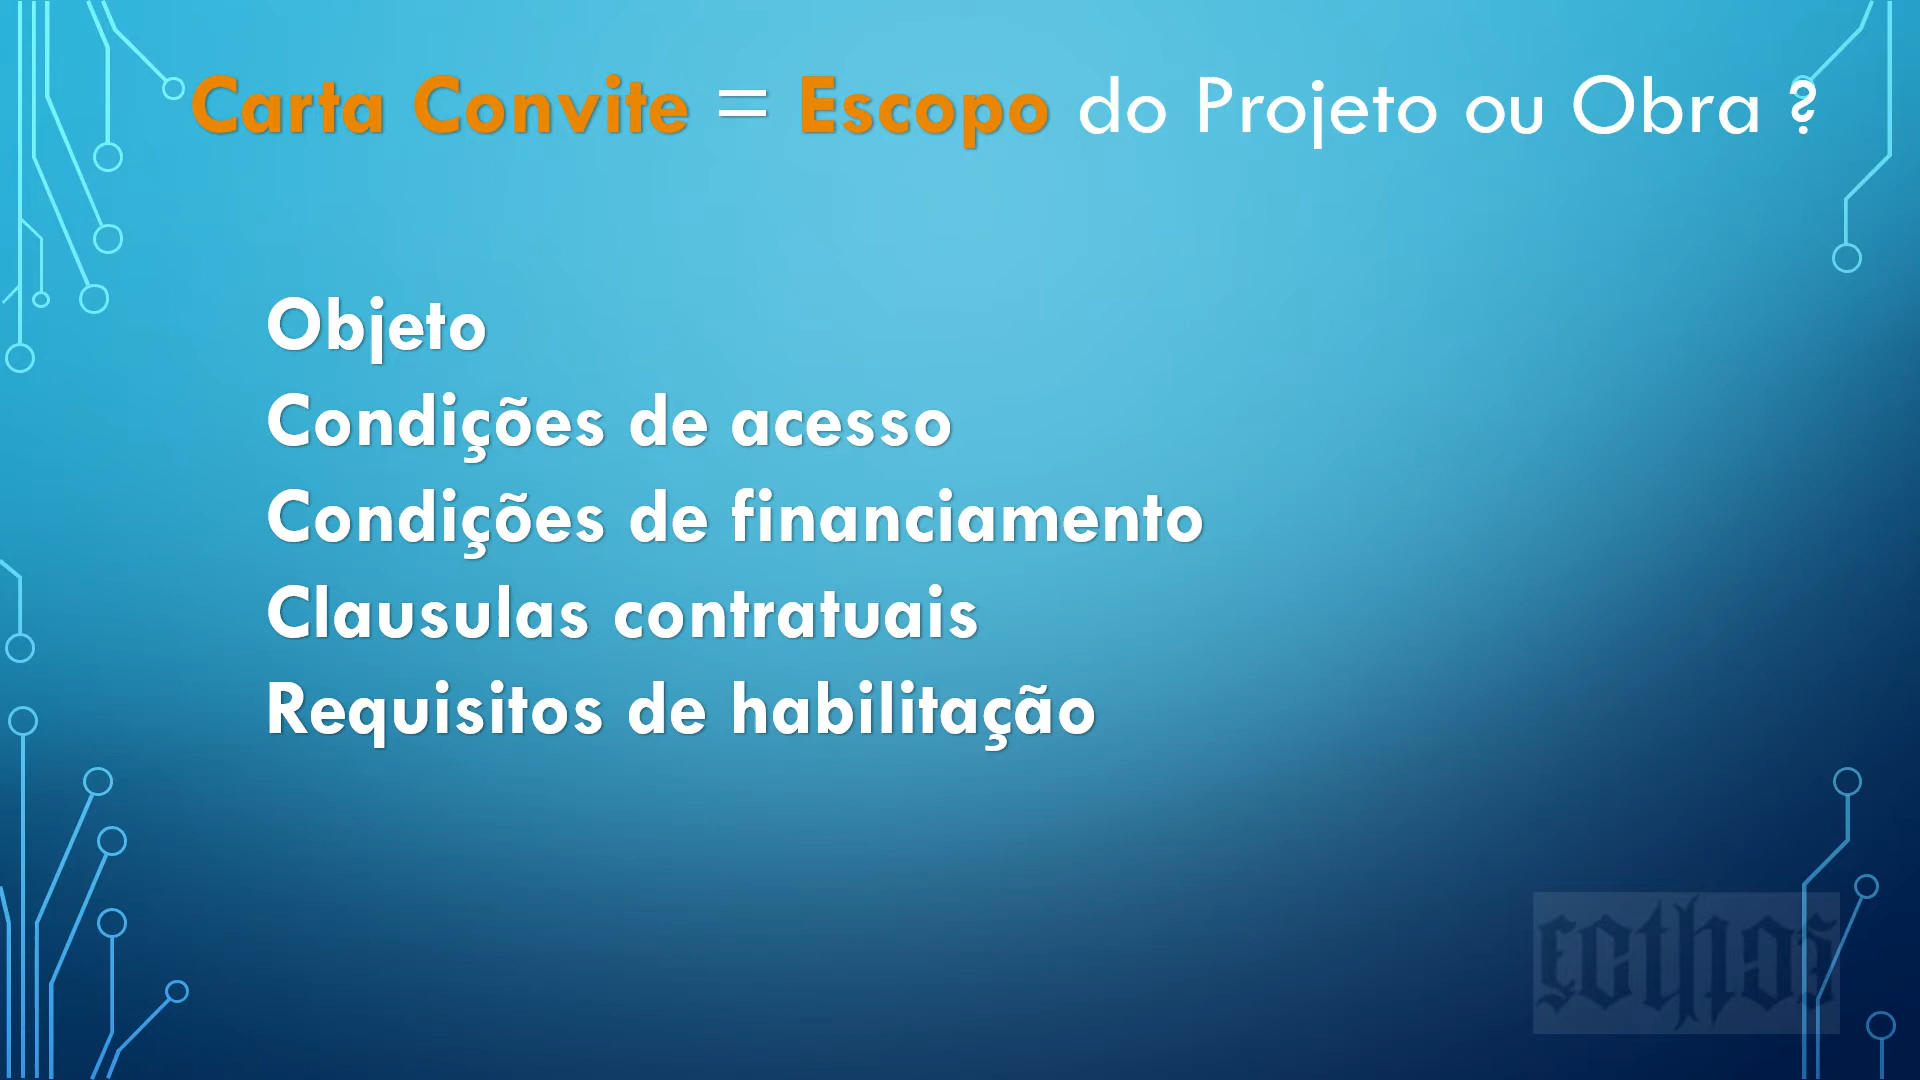 Carta Convite = Escopo do Projeto ou Obra ?
Objeto
Condições de acesso
Condições de financiamento
Clausulas contratuais
Requisitos de habilitação